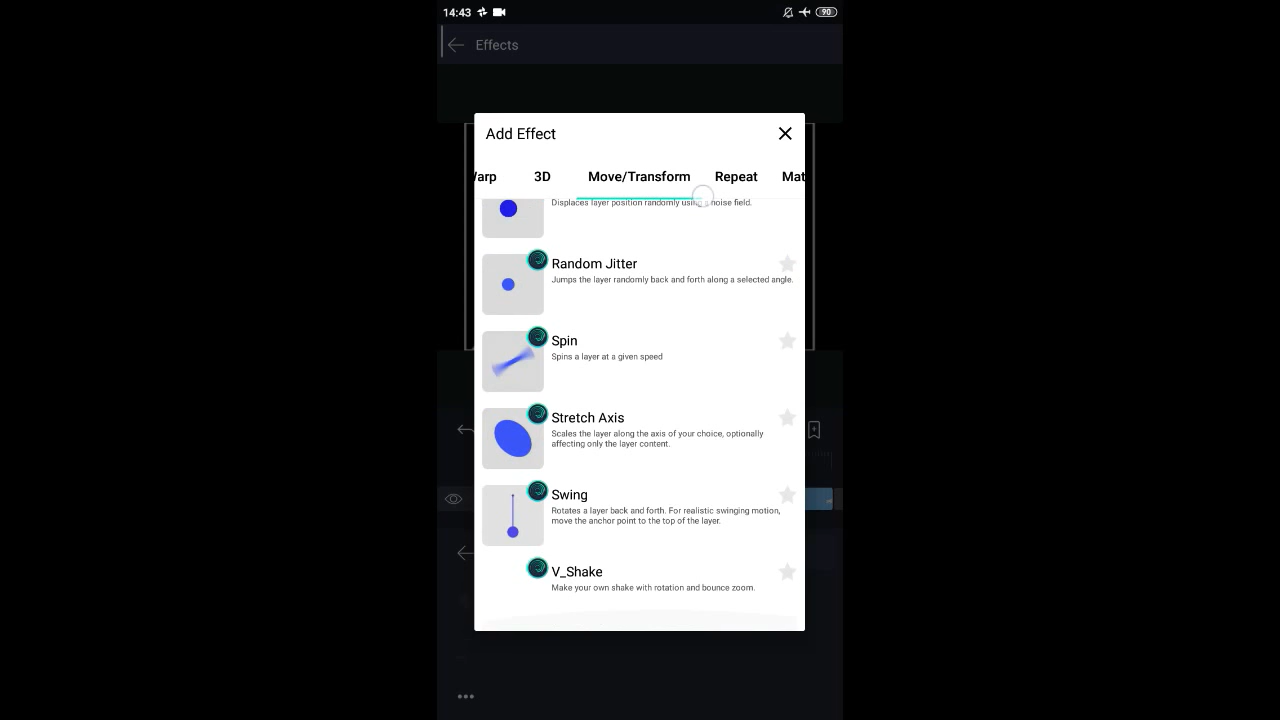 14:43
90
Effects
Add Effect
arp 3D Move/Transform Repeat Mat
Displaces layer position randomly using a noise field.
Random Jitter
Jumps the layer randomly back and forth along a selected angle.
Spin
Spins a layer at a given speed
Stretch Axis
Scales the layer along the axis of your choice, optionally
affecting only the layer content.
Swing
Rotates a layer back and forth. For realistic swinging motion,
move the anchor point to the top of the layer.
V_Shake
Make your own shake with rotation and bounce zoom.